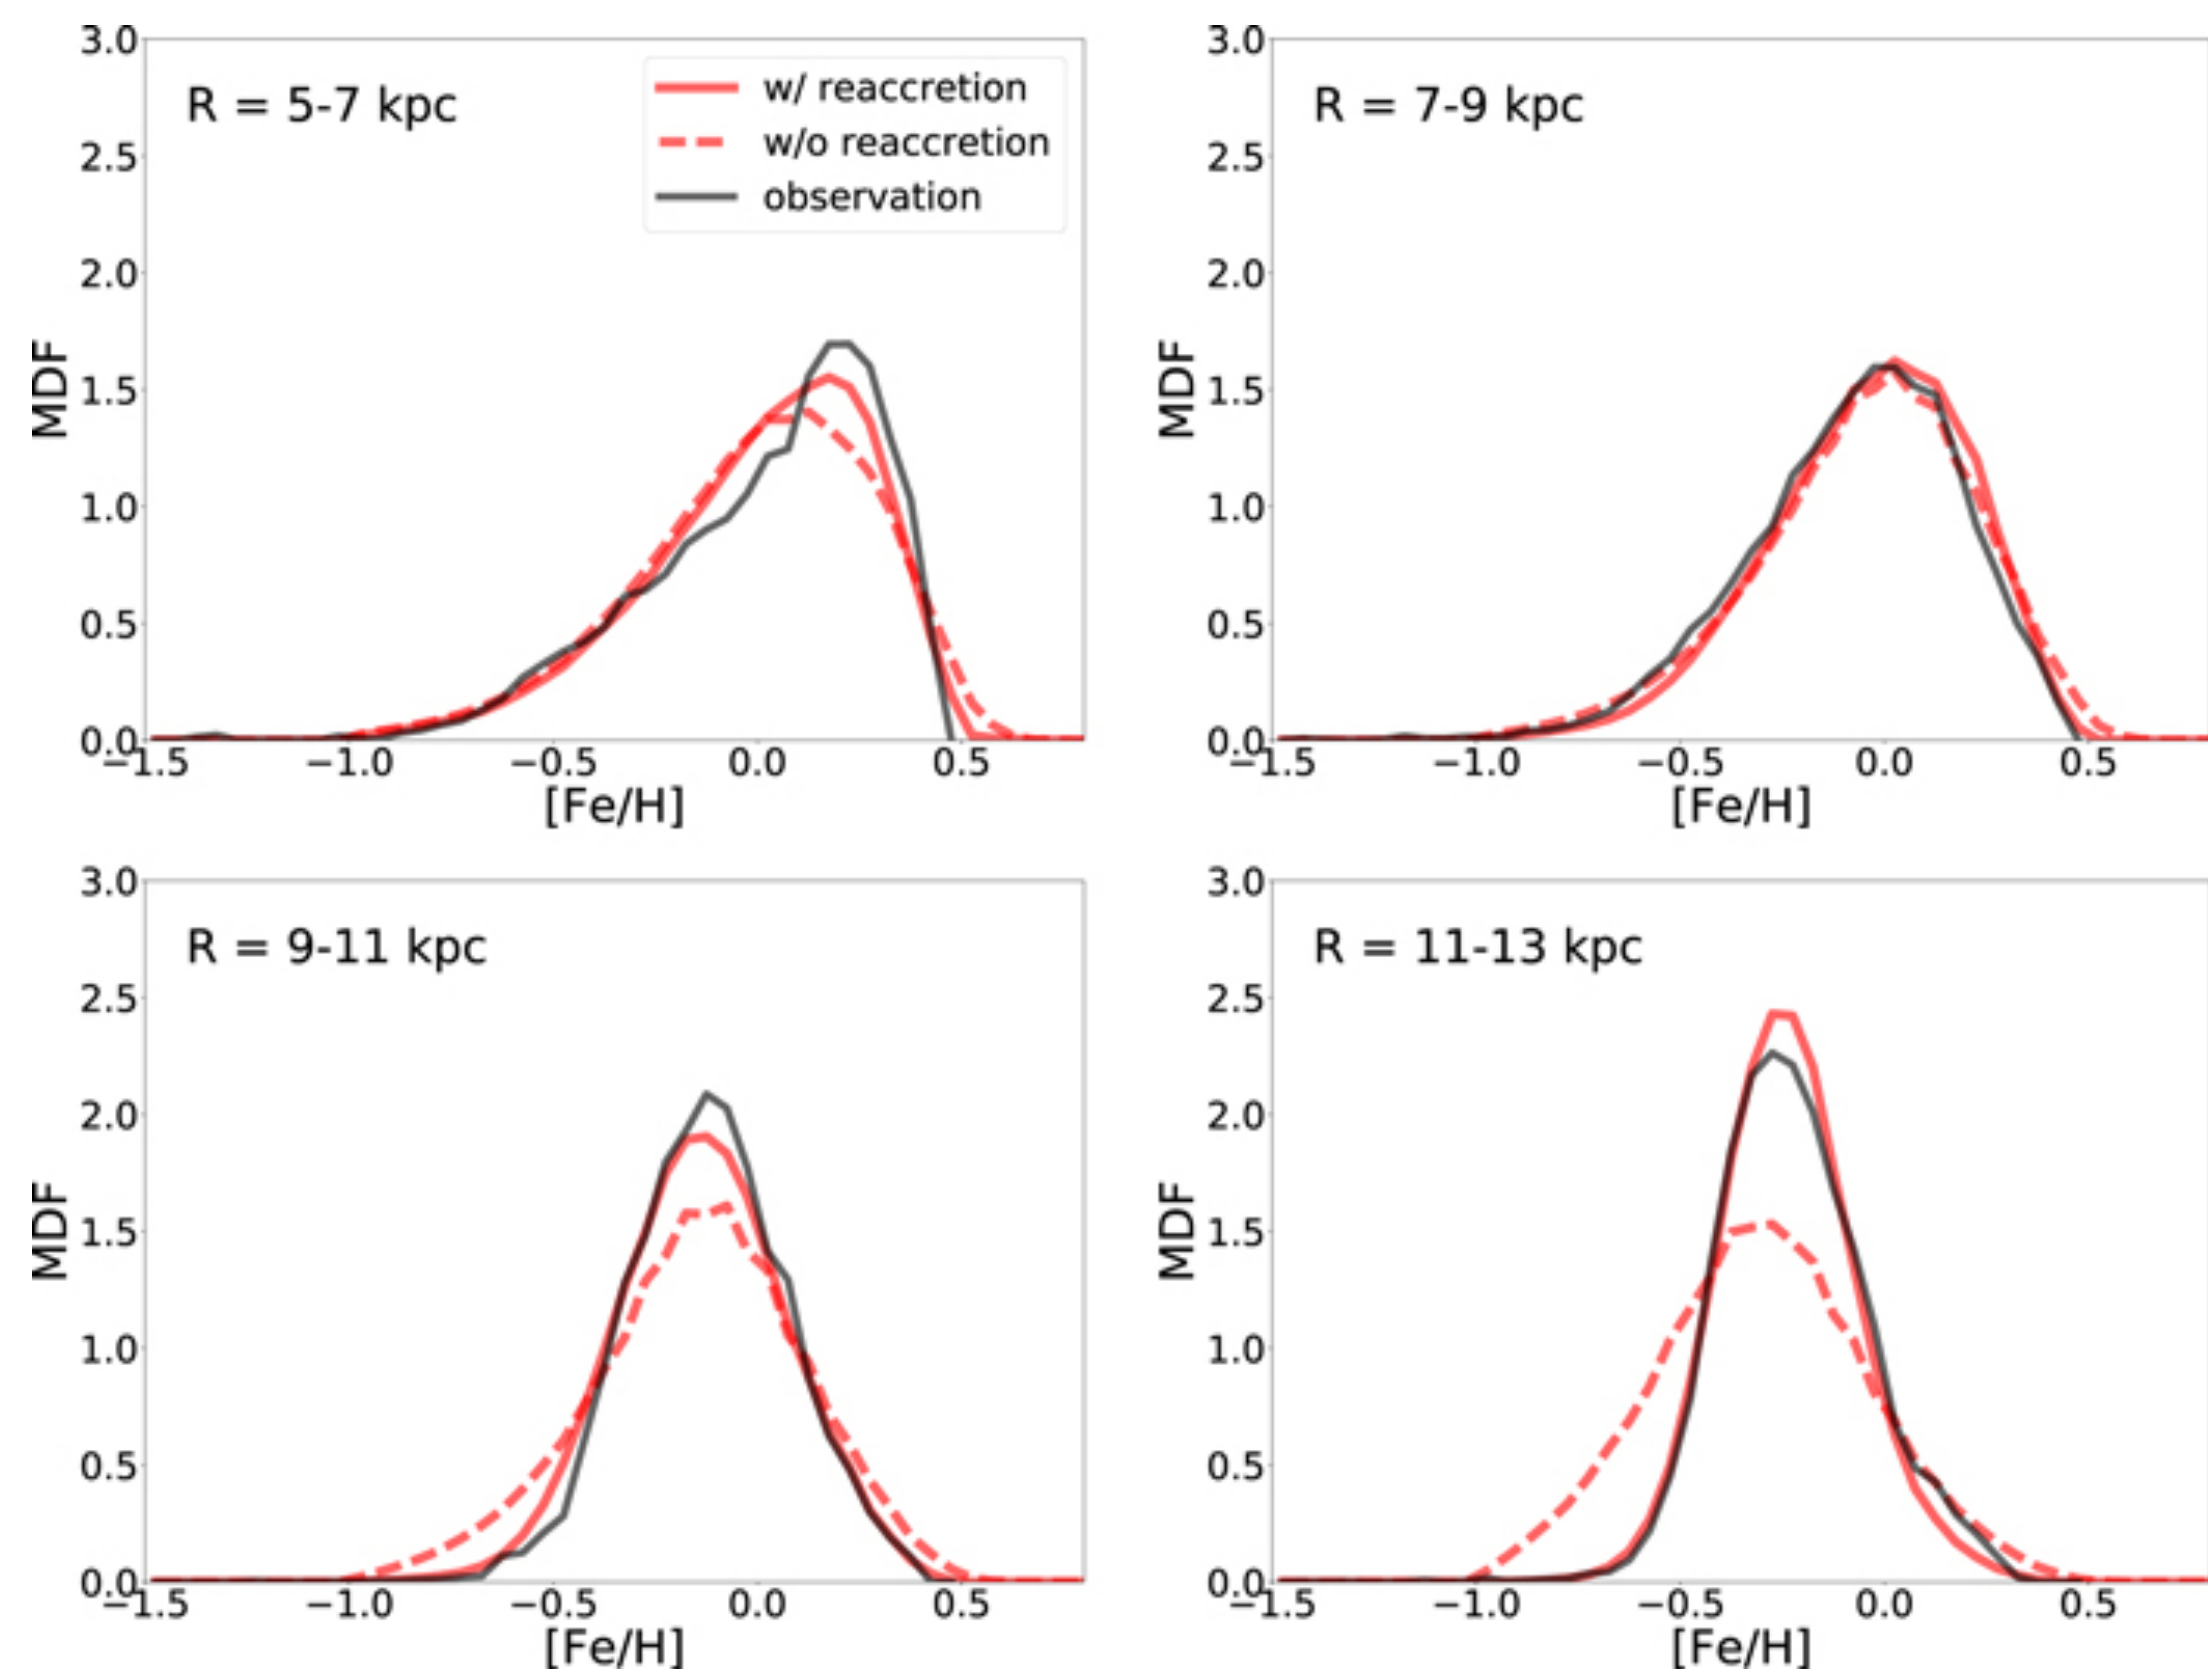 R = 5-7 kpc
w/ reaccretion
w/o reaccretion
observation
MDF
3.0
2.5
2.0
1.5
1.0
0.5
0.0
−1.5 −1.0 −0.5 0.0 0.5
[Fe/H]
R = 7-9 kpc
MDF
3.0
2.5
2.0
1.5
1.0
0.5
0.0
−1.5 −1.0 −0.5 0.0 0.5
[Fe/H]
R = 9-11 kpc
MDF
3.0
2.5
2.0
1.5
1.0
0.5
0.0
−1.5 −1.0 −0.5 0.0 0.5
[Fe/H]
R = 11-13 kpc
MDF
3.0
2.5
2.0
1.5
1.0
0.5
0.0
−1.5 −1.0 −0.5 0.0 0.5
[Fe/H]